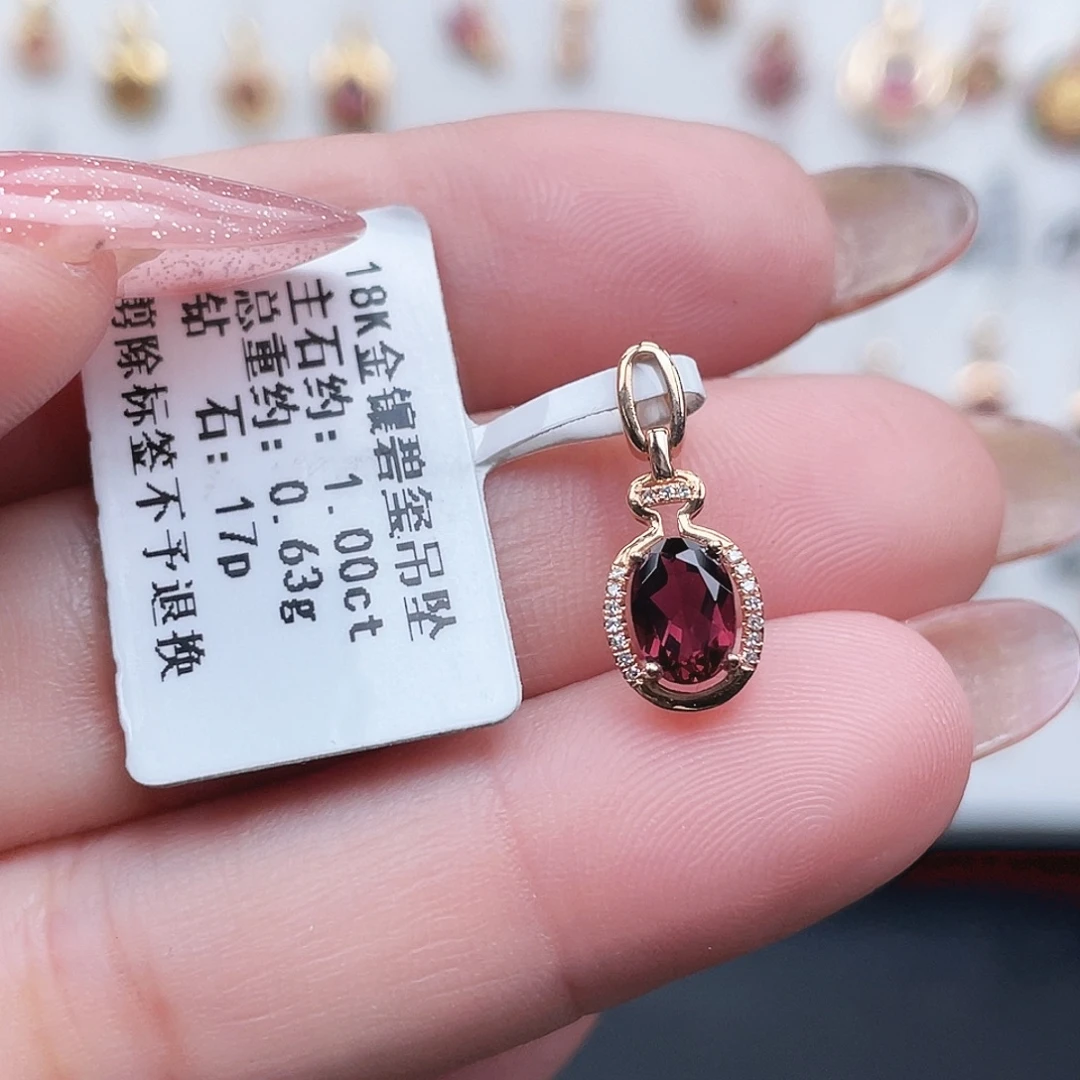 18K金镶碧玺吊坠
主石约: 1.00ct
总重约: 0.63g
钻 石: 17p
剪除标签不予退换